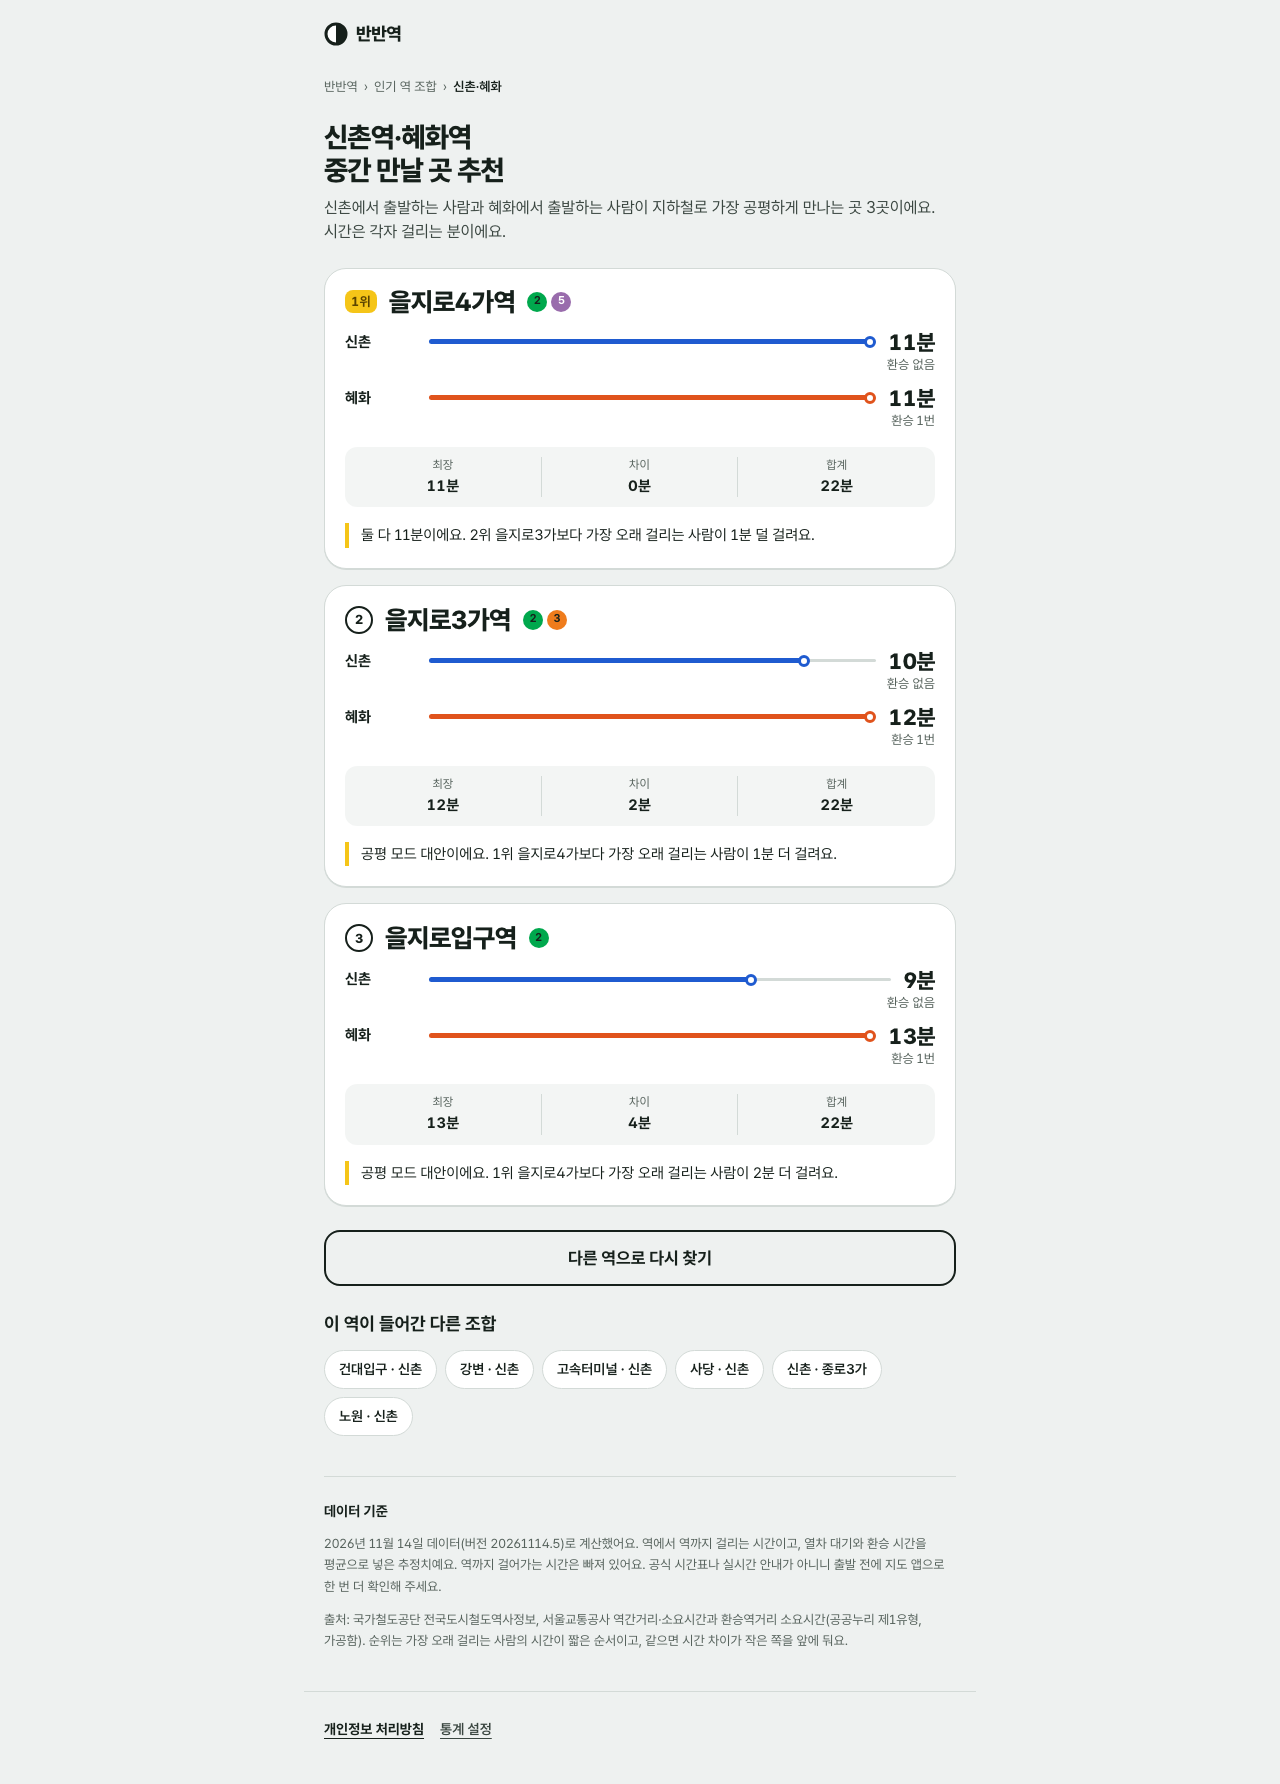 반반역
반반역 › 인기 역 조합 › 신촌·혜화
신촌역·혜화역
중간 만날 곳 추천
신촌에서 출발하는 사람과 혜화에서 출발하는 사람이 지하철로 가장 공평하게 만나는 곳 3곳이에요.
시간은 각자 걸리는 분이에요.
1위 을지로4가역 2 5
신촌 11분
환승 없음
혜화 11분
환승 1번
최장 차이 합계
11분 0분 22분
둘 다 11분이에요. 2위 을지로3가보다 가장 오래 걸리는 사람이 1분 덜 걸려요.
2 을지로3가역 2 3
신촌 10분
환승 없음
혜화 12분
환승 1번
최장 차이 합계
12분 2분 22분
공평 모드 대안이에요. 1위 을지로4가보다 가장 오래 걸리는 사람이 1분 더 걸려요.
3 을지로입구역 2
신촌 9분
환승 없음
혜화 13분
환승 1번
최장 차이 합계
13분 4분 22분
공평 모드 대안이에요. 1위 을지로4가보다 가장 오래 걸리는 사람이 2분 더 걸려요.
다른 역으로 다시 찾기
이 역이 들어간 다른 조합
건대입구 · 신촌 강변 · 신촌 고속터미널 · 신촌 사당 · 신촌 신촌 · 종로3가
노원 · 신촌
데이터 기준
2026년 11월 14일 데이터(버전 20261114.5)로 계산했어요. 역에서 역까지 걸리는 시간이고, 열차 대기와 환승 시간을
평균으로 넣은 추정치예요. 역까지 걸어가는 시간은 빠져 있어요. 공식 시간표나 실시간 안내가 아니니 출발 전에 지도 앱으로
한 번 더 확인해 주세요.
출처: 국가철도공단 전국도시철도역사정보, 서울교통공사 역간거리·소요시간과 환승역거리 소요시간(공공누리 제1유형,
가공함). 순위는 가장 오래 걸리는 사람의 시간이 짧은 순서이고, 같으면 시간 차이가 작은 쪽을 앞에 둬요.
개인정보 처리방침 통계 설정